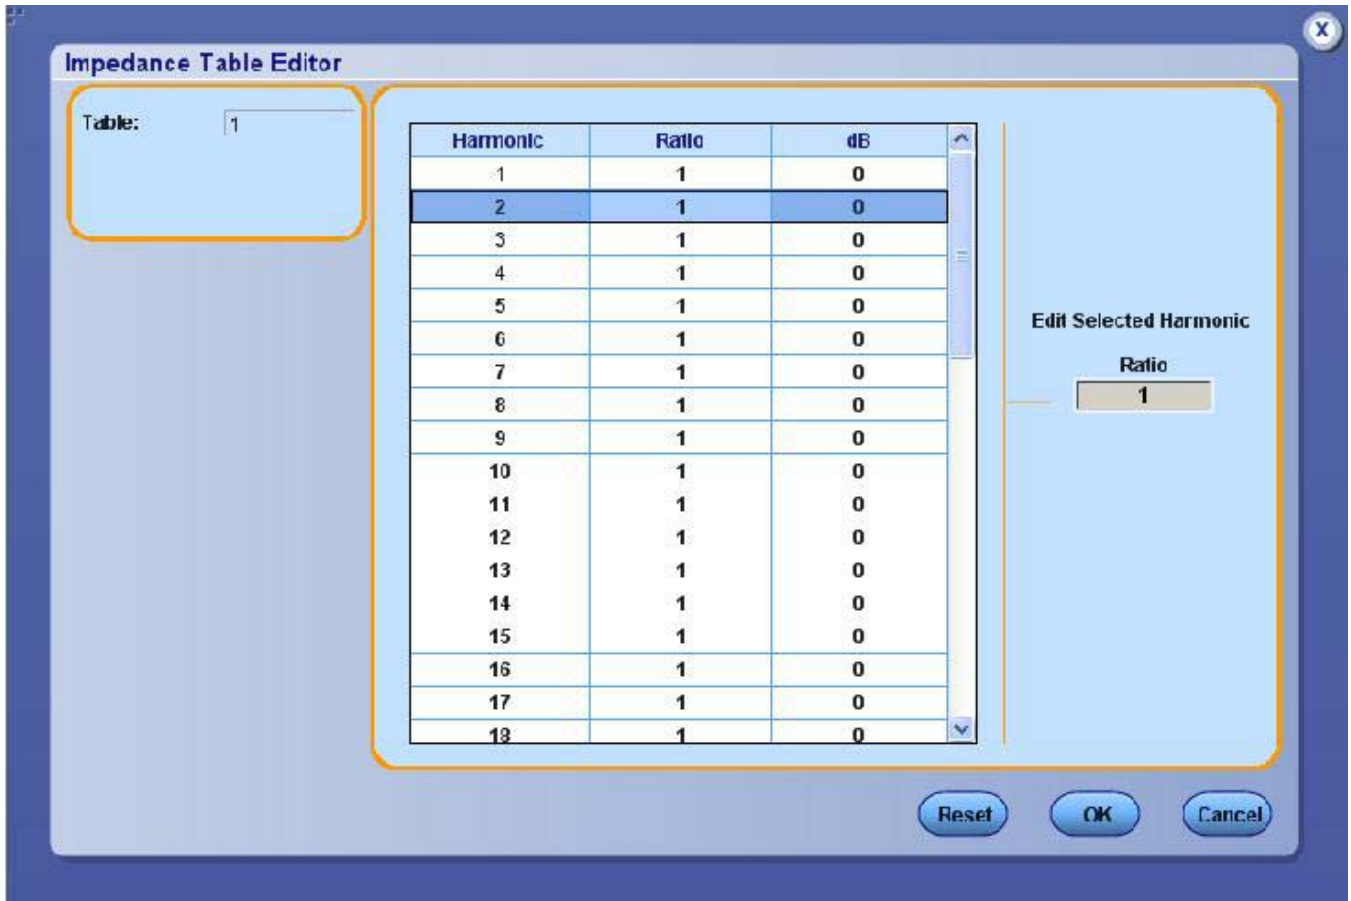 X
Impedance Table Editor
Table: 1
Harmonic Ratio dB
1 1 0
2 1 0
3 1 0
4 1 0
5 1 0
6 1 0
7 1 0
8 1 0
9 1 0
10 1 0
11 1 0
12 1 0
13 1 0
14 1 0
15 1 0
16 1 0
17 1 0
18 1 0
Edit Selected Harmonic
Ratio
1
Reset OK Cancel